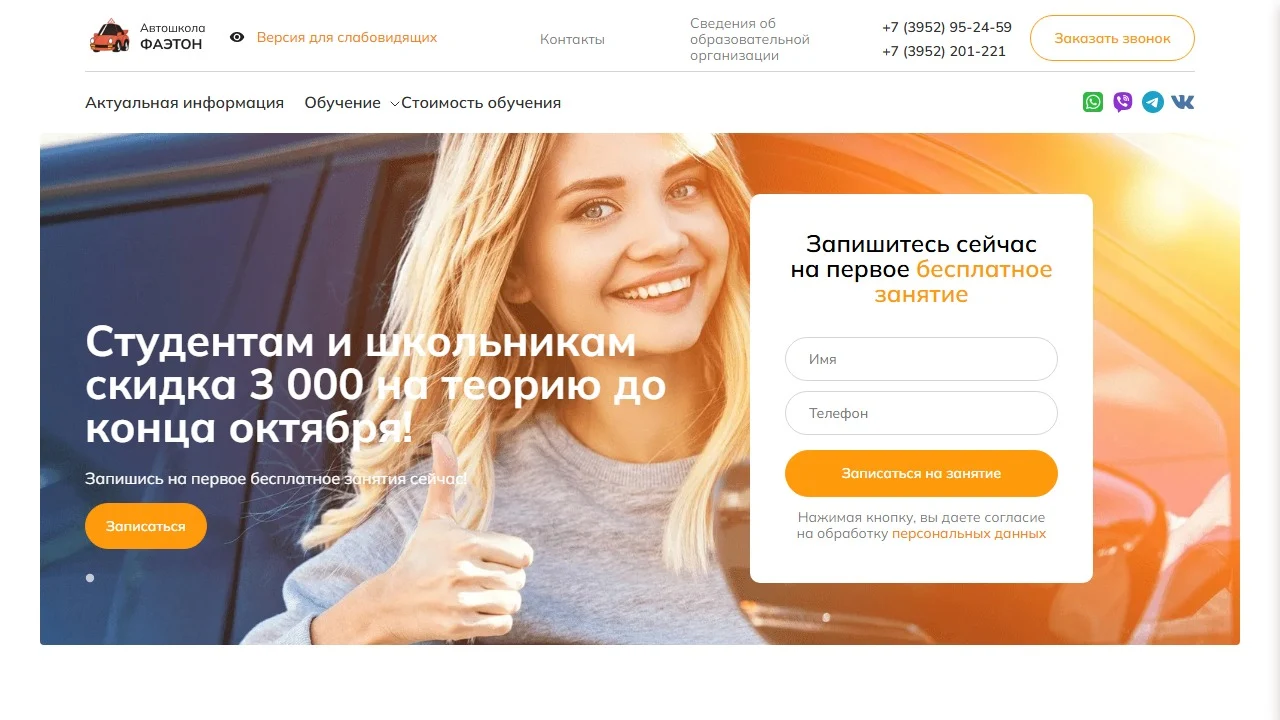 Автошкола
ФАЭТОН
Версия для слабовидящих
Контакты
Сведения об
образовательной
организации
+7 (3952) 95-24-59
+7 (3952) 201-221
Заказать звонок
Актуальная информация
Обучение
Стоимость обучения
Студентам и школьникам
скидка 3 000 на теорию до
конца октября!
Запишись на первое бесплатное занятия сейчас!
Записаться
Запишитесь сейчас
на первое бесплатное
занятие
Имя
Телефон
Записаться на занятие
Нажимая кнопку, вы даете согласие
на обработку персональных данных